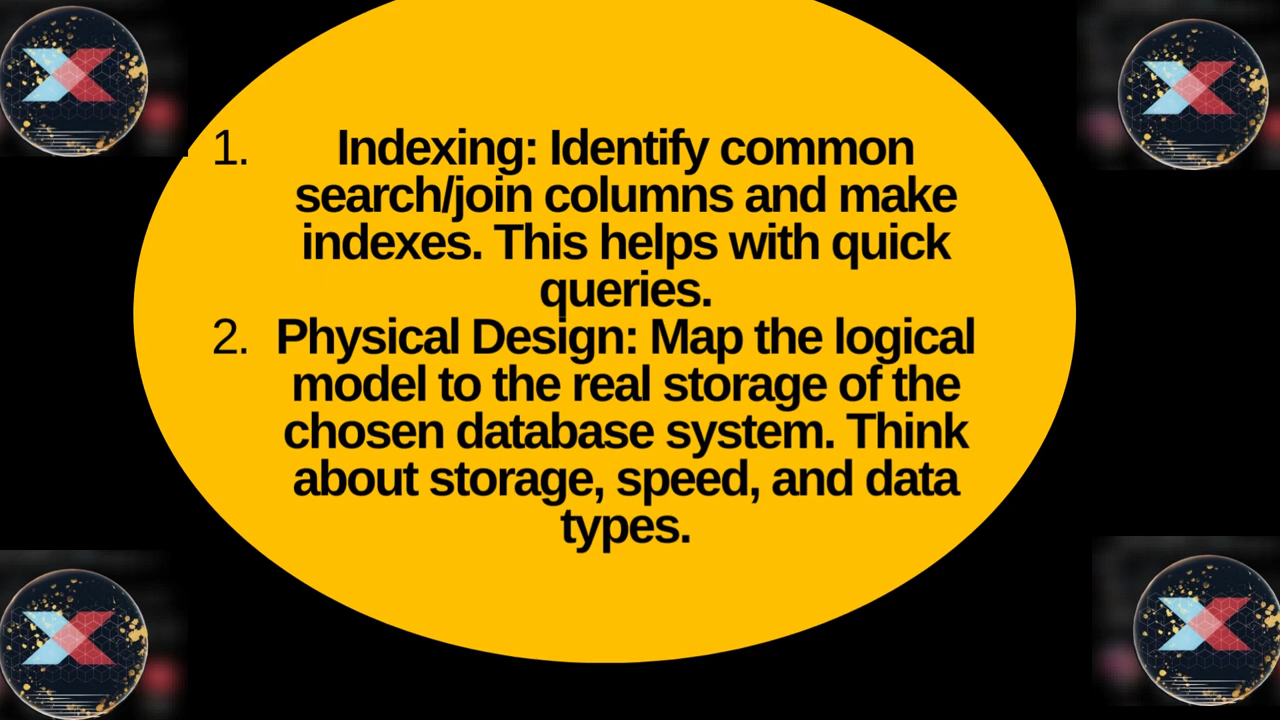 1. Indexing: Identify common
search/join columns and make
indexes. This helps with quick
queries.
2. Physical Design: Map the logical
model to the real storage of the
chosen database system. Think
about storage, speed, and data
types.